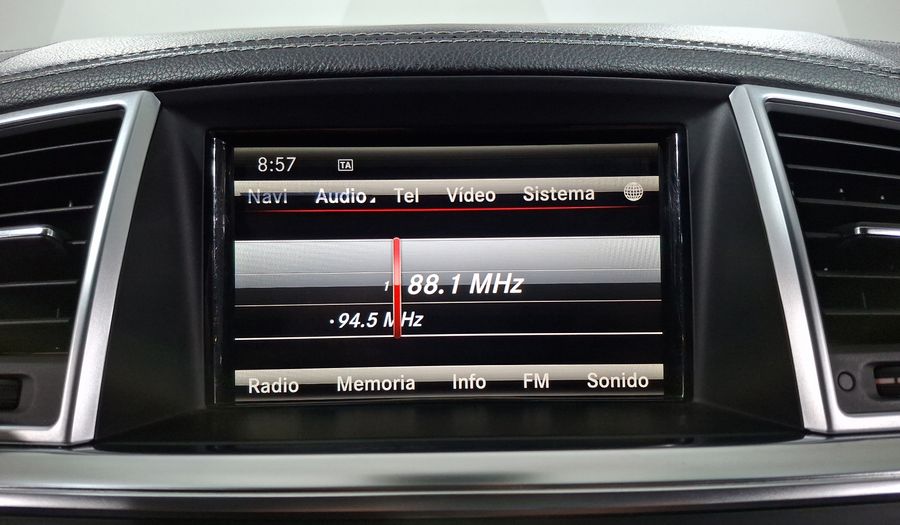 8:57 TA
Navi Audio Tel Vídeo Sistema
1 88.1 MHz
·94.5 MHz
Radio Memoria Info FM Sonido